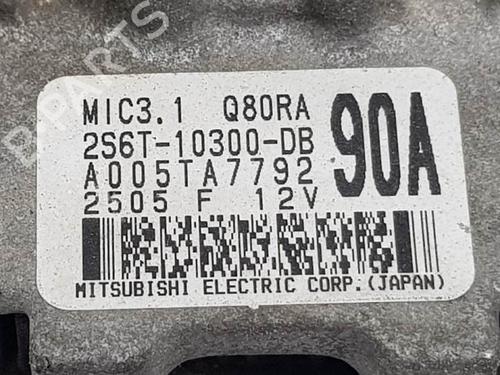 B-PARTS
MIC3.1 Q80RA
2S6T-10300-DB
90A
A005TA7792
2505 F 12V
MITSUBISHI ELECTRIC CORP.(JAPAN)